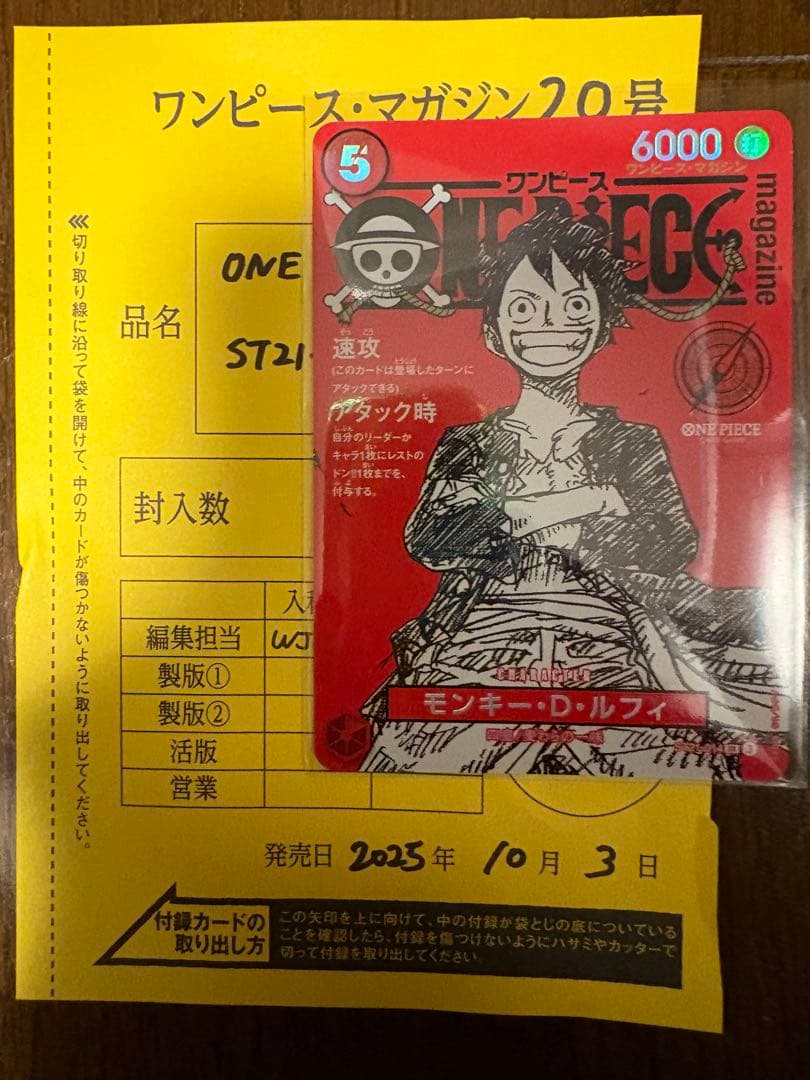 ワンピース・マガジン20号
切り取り線に沿って袋を開けて、中のカードが傷つかないように取り出してください。
品名
ONE
ST21
封入数
編集担当 WJ
製版①
製版②
活版
営業
発売日 2025年 10月 3日
付録カードの
取り出し方
この矢印を上に向けて、中の付録が袋とじの底についている
ことを確認したら、付録を傷つけないようにハサミやカッターで
切って付録を取り出してください。
5
6000
打
ワンピース・マガジン
ワンピース
ONE PIECE
magazine
速攻
(このカードは登場したターンに
アタックできる)
アタック時
自分のリーダーか
キャラ1枚にレストの
ドン!!1枚までを、
付与する。
ONE PIECE
CHARACTER
モンキー・D・ルフィ